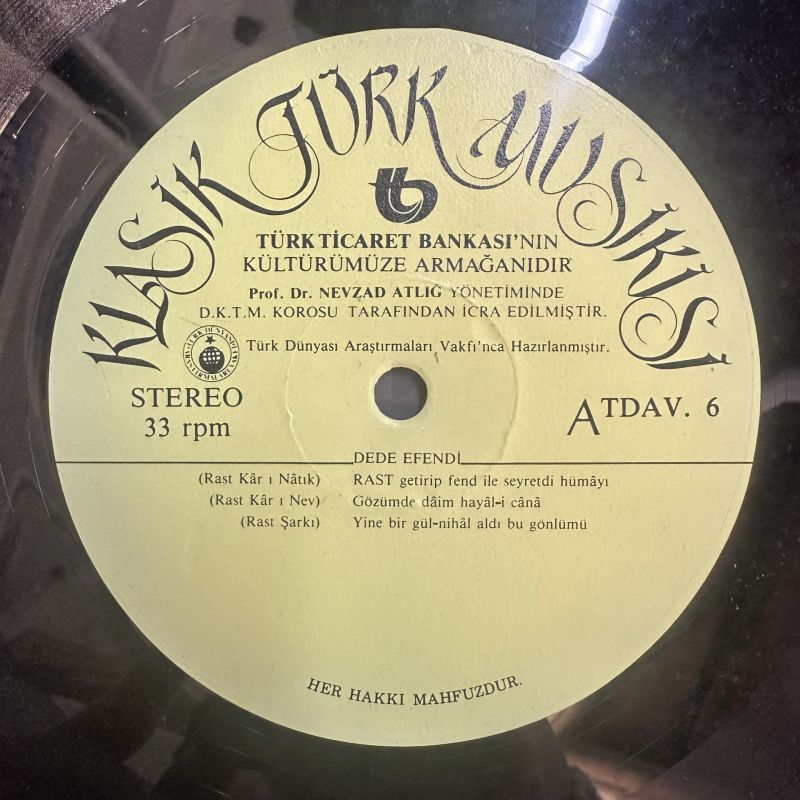 KLASİK TÜRK MUSİKİSİ
TÜRK TİCARET BANKASI'NIN
KÜLTÜRÜMÜZE ARMAĞANIDIR
Prof. Dr. NEVZAD ATLIĞ YÖNETİMİNDE
D.K.T.M. KOROSU TARAFINDAN İCRA EDİLMİŞTİR.
Türk Dünyası Araştırmaları Vakfı'nca Hazırlanmıştır.
STEREO
33 rpm
A TDAV. 6
DEDE EFENDİ
(Rast Kâr ı Nâtık) RAST getirip fend ile seyretdi hümâyı
(Rast Kâr ı Nev) Gözümde dâim hayâl-i cânâ
(Rast Şarkı) Yine bir gül-nihâl aldı bu gönlümü
HER HAKKI MAHFUZDUR.